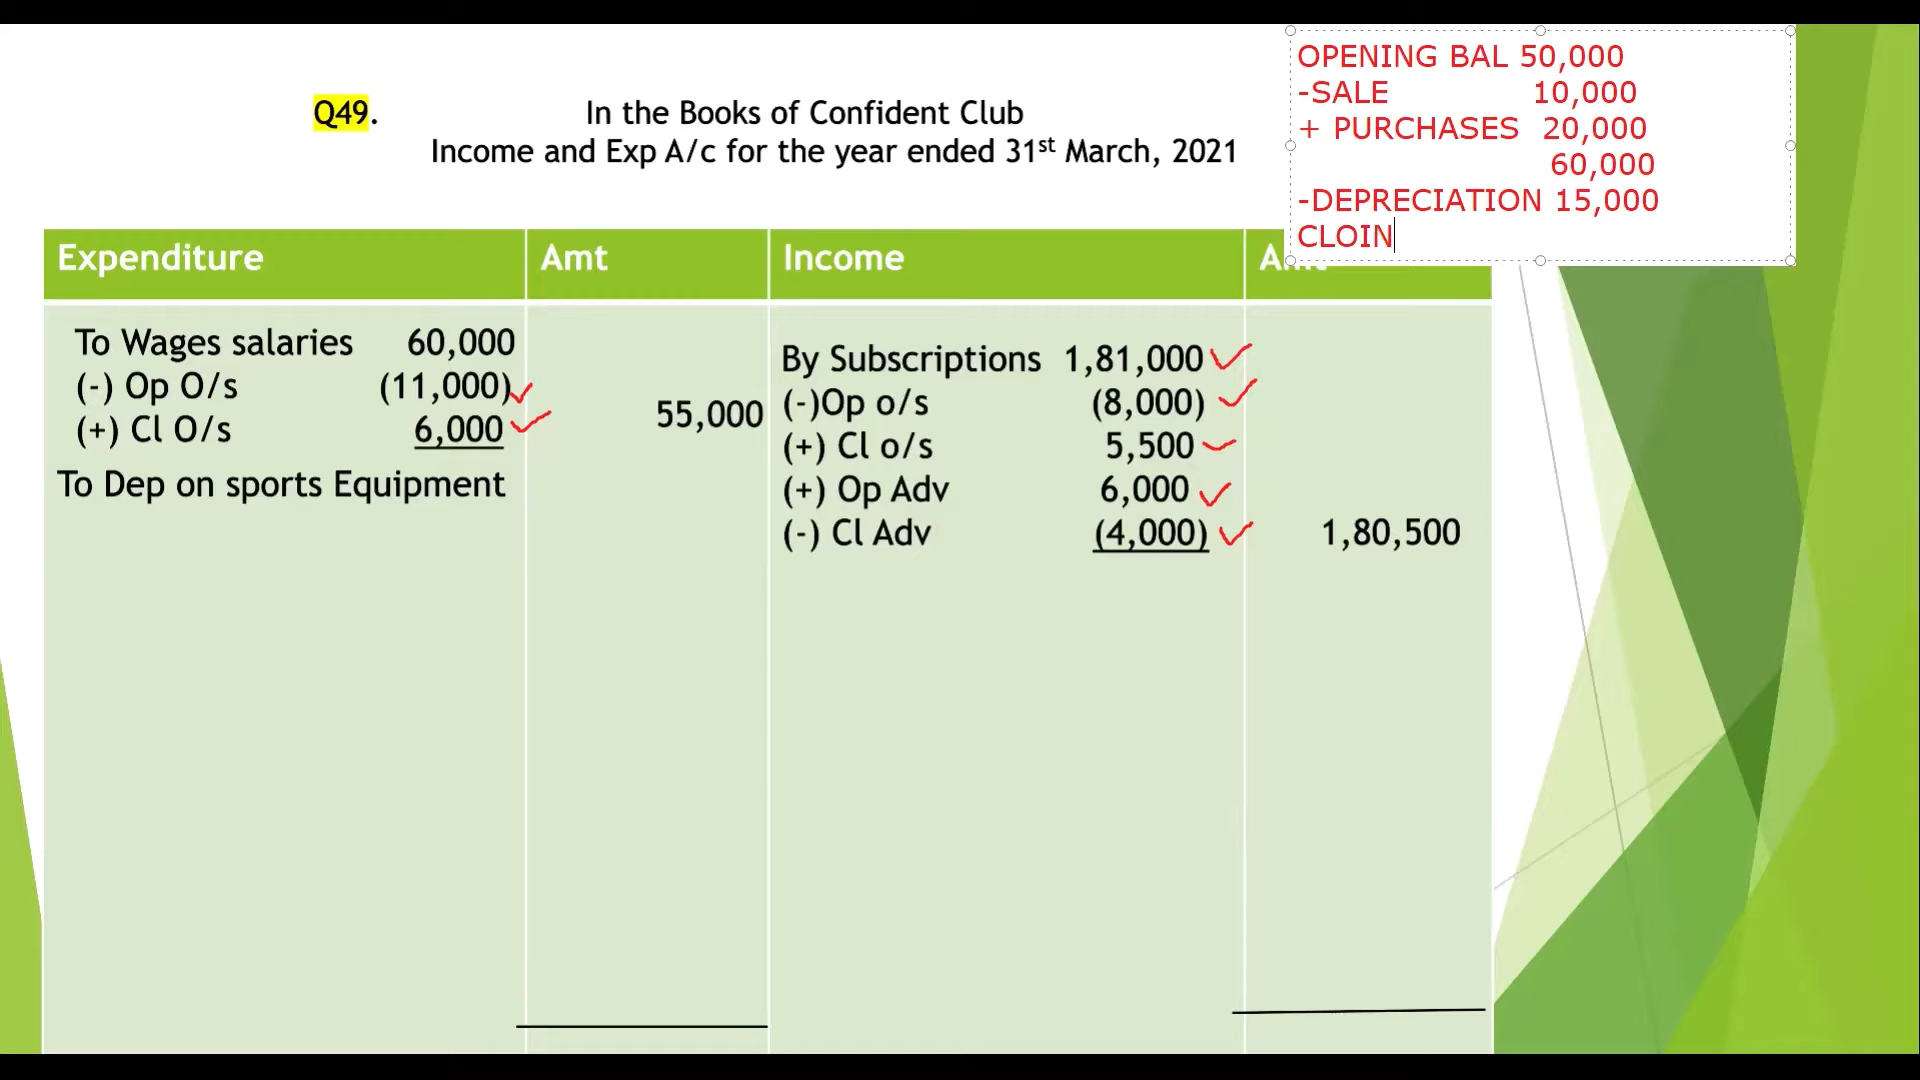 OPENING BAL 50,000
-SALE 10,000
+ PURCHASES 20,000
60,000
-DEPRECIATION 15,000
CLOIN
Q49. In the Books of Confident Club
Income and Exp A/c for the year ended 31st March, 2021
Expenditure Amt Income Amt
To Wages salaries 60,000
(-) Op O/s (11,000)
(+) Cl O/s 6,000 55,000
To Dep on sports Equipment
By Subscriptions 1,81,000
(-)Op o/s (8,000)
(+) Cl o/s 5,500
(+) Op Adv 6,000
(-) Cl Adv (4,000) 1,80,500